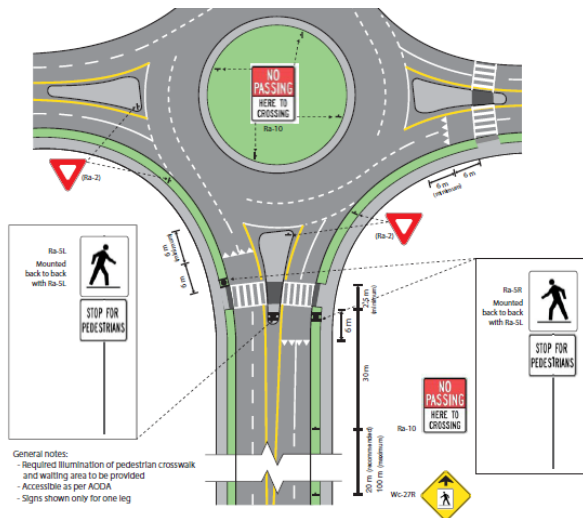 NO
PASSING
HERE TO
CROSSING
Ra-10
(Ra-2)
6 m
6 m
(minimum)
(Ra-2)
6 m
(minimum)
6 m
Ra-5L
Mounted
back to back
with Ra-5L
STOP FOR
PEDESTRIANS
Ra-5R
Mounted
back to back
with Ra-5L
STOP FOR
PEDESTRIANS
2.5 m
(minimum)
6 m
30 m
20 m (recommended)
100 m (maximum)
NO
PASSING
HERE TO
CROSSING
Ra-10
Wc-27R
General notes:
- Required illumination of pedestrian crosswalk
and waiting area to be provided
- Accessible as per AODA
- Signs shown only for one leg